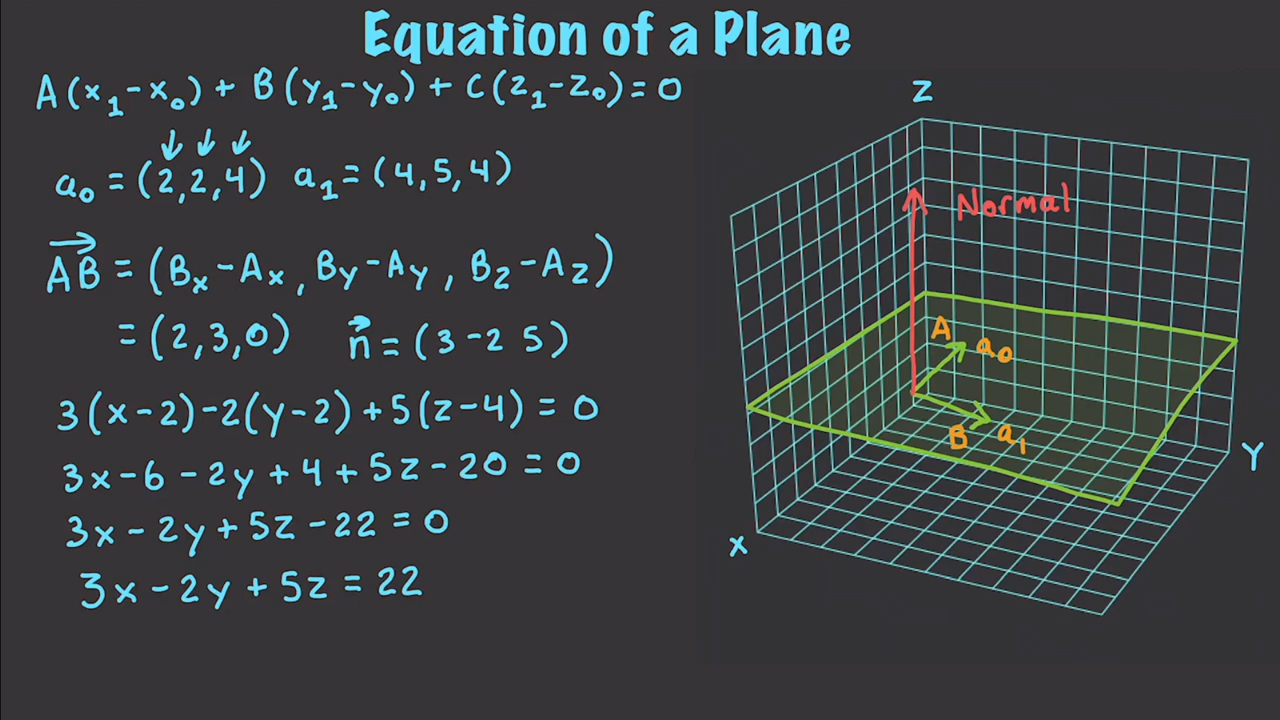 Equation of a Plane
A(x₁-x₀) + B(y₁-y₀) + C(z₁-z₀) = 0
a₀ = (2,2,4) a₁ = (4,5,4)
AB = (Bx - Ax, By - Ay, Bz - Az)
= (2,3,0) n = (3 -2 5)
3(x-2) -2(y-2) + 5(z-4) = 0
3x - 6 - 2y + 4 + 5z - 20 = 0
3x - 2y + 5z - 22 = 0
3x - 2y + 5z = 22
Z
Normal
A a₀
B a₁
Y
X